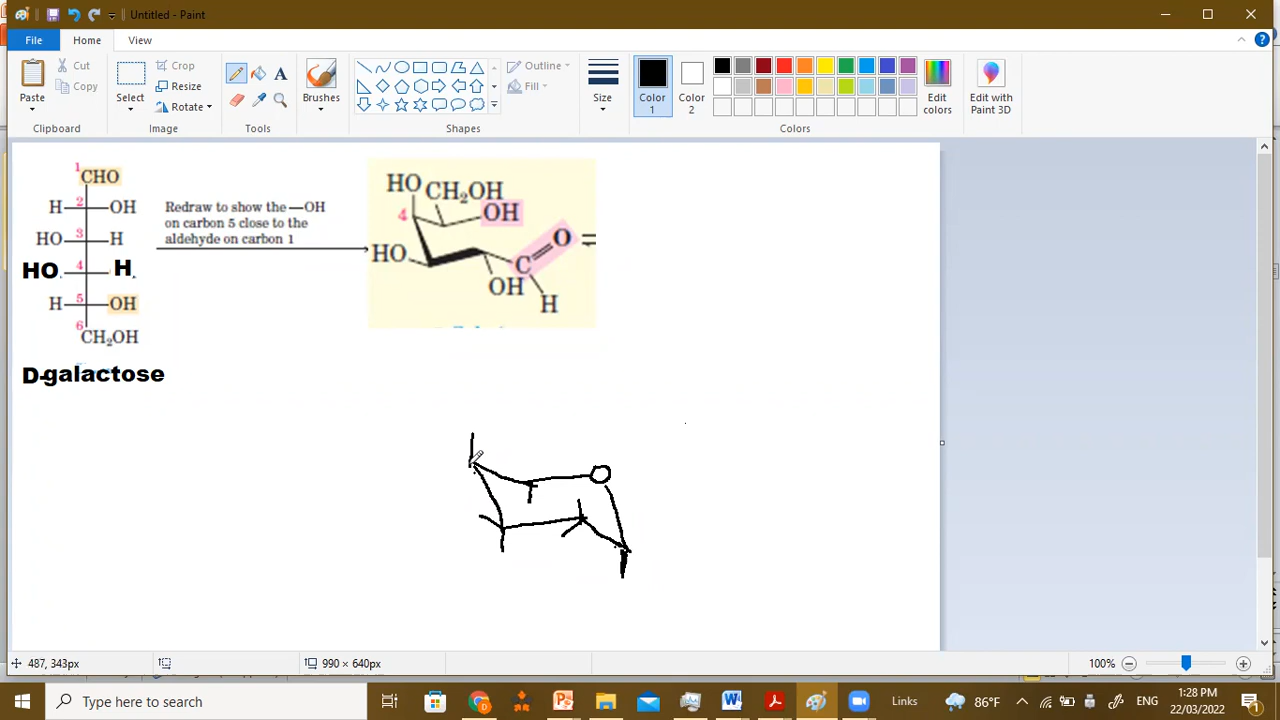 Untitled - Paint
File
Home
View
Paste
Cut
Copy
Clipboard
Select
Crop
Resize
Rotate
Image
A
Tools
Brushes
Outline
Fill
Shapes
Size
Color
1
Color
2
Edit
colors
Edit with
Paint 3D
Colors
1 CHO
H 2 OH
HO 3 H
HO 4 H
H 5 OH
6 CH2OH
D-galactose
Redraw to show the —OH
on carbon 5 close to the
aldehyde on carbon 1
HO
CH2OH
4
OH
O =
HO
C
OH
H
487, 343px
990 × 640px
100%
Type here to search
Links
86°F
ENG
1:28 PM
22/03/2022